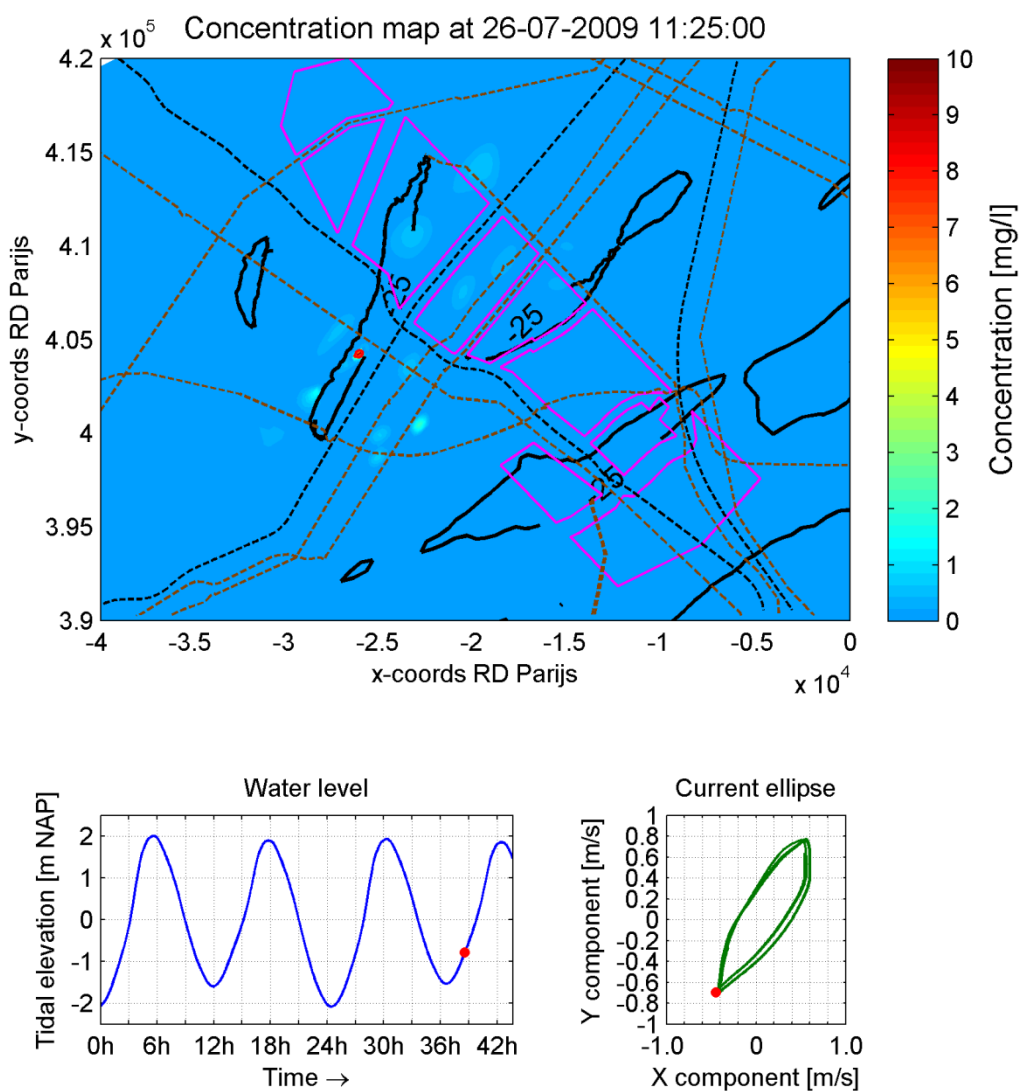 x 10^5
Concentration map at 26-07-2009 11:25:00
4.2
4.15
4.1
4.05
4
3.95
3.9
y-coords RD Parijs
-4
-3.5
-3
-2.5
-2
-1.5
-1
-0.5
0
x-coords RD Parijs
x 10^4
-25
-25
-25
10
9
8
7
6
5
4
3
2
1
0
Concentration [mg/l]
Water level
Tidal elevation [m NAP]
2
1
0
-1
-2
0h
6h
12h
18h
24h
30h
36h
42h
Time →
Current ellipse
Y component [m/s]
1
0.8
0.6
0.4
0.2
0
-0.2
-0.4
-0.6
-0.8
-1
-1.0
0
1.0
X component [m/s]